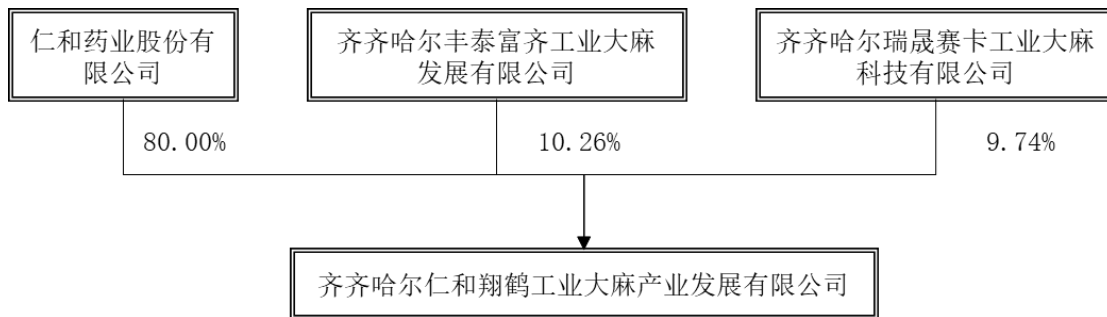 仁和药业股份有
限公司
齐齐哈尔丰泰富齐工业大麻
发展有限公司
齐齐哈尔瑞晟赛卡工业大麻
科技有限公司
80.00%
10.26%
9.74%
齐齐哈尔仁和翔鹤工业大麻产业发展有限公司